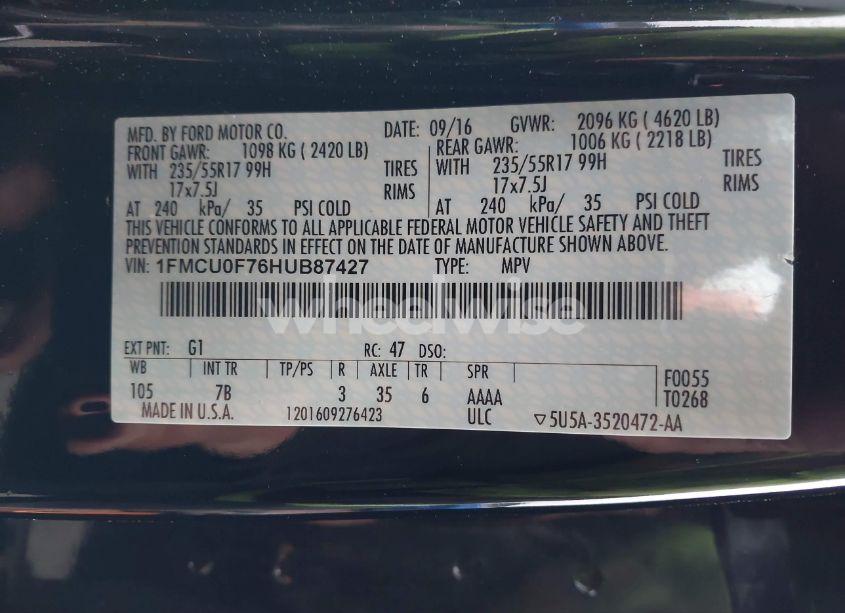 MFD. BY FORD MOTOR CO. DATE: 09/16 GVWR: 2096 KG ( 4620 LB)
FRONT GAWR: 1098 KG ( 2420 LB) REAR GAWR: 1006 KG ( 2218 LB)
WITH 235/55R17 99H TIRES WITH 235/55R17 99H TIRES
17x7.5J RIMS 17x7.5J RIMS
AT 240 kPa/ 35 PSI COLD AT 240 kPa/ 35 PSI COLD
THIS VEHICLE CONFORMS TO ALL APPLICABLE FEDERAL MOTOR VEHICLE SAFETY AND THEFT
PREVENTION STANDARDS IN EFFECT ON THE DATE OF MANUFACTURE SHOWN ABOVE.
VIN: 1FMCU0F76HUB87427 TYPE: MPV
wheelwise
EXT PNT: G1 RC: 47 DSO:
WB INT TR TP/PS R AXLE TR SPR
105 7B 3 35 6 AAAA
F0055
T0268
MADE IN U.S.A. 1201609276423 ULC ▽5U5A-3520472-AA